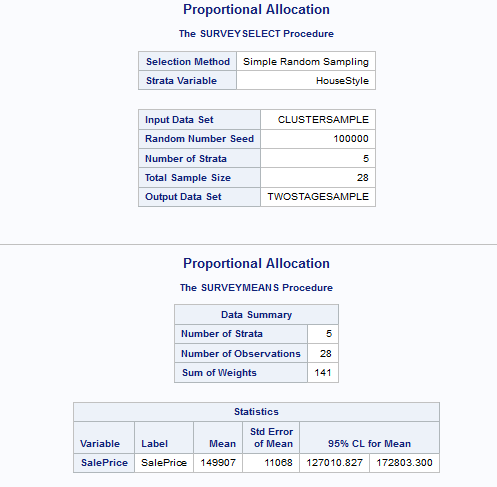 Proportional Allocation
The SURVEYSELECT Procedure
Selection Method Simple Random Sampling
Strata Variable HouseStyle
Input Data Set CLUSTERSAMPLE
Random Number Seed 100000
Number of Strata 5
Total Sample Size 28
Output Data Set TWOSTAGESAMPLE
Proportional Allocation
The SURVEYMEANS Procedure
Data Summary
Number of Strata 5
Number of Observations 28
Sum of Weights 141
Statistics
Variable Label Mean Std Error of Mean 95% CL for Mean
SalePrice SalePrice 149907 11068 127010.827 172803.300